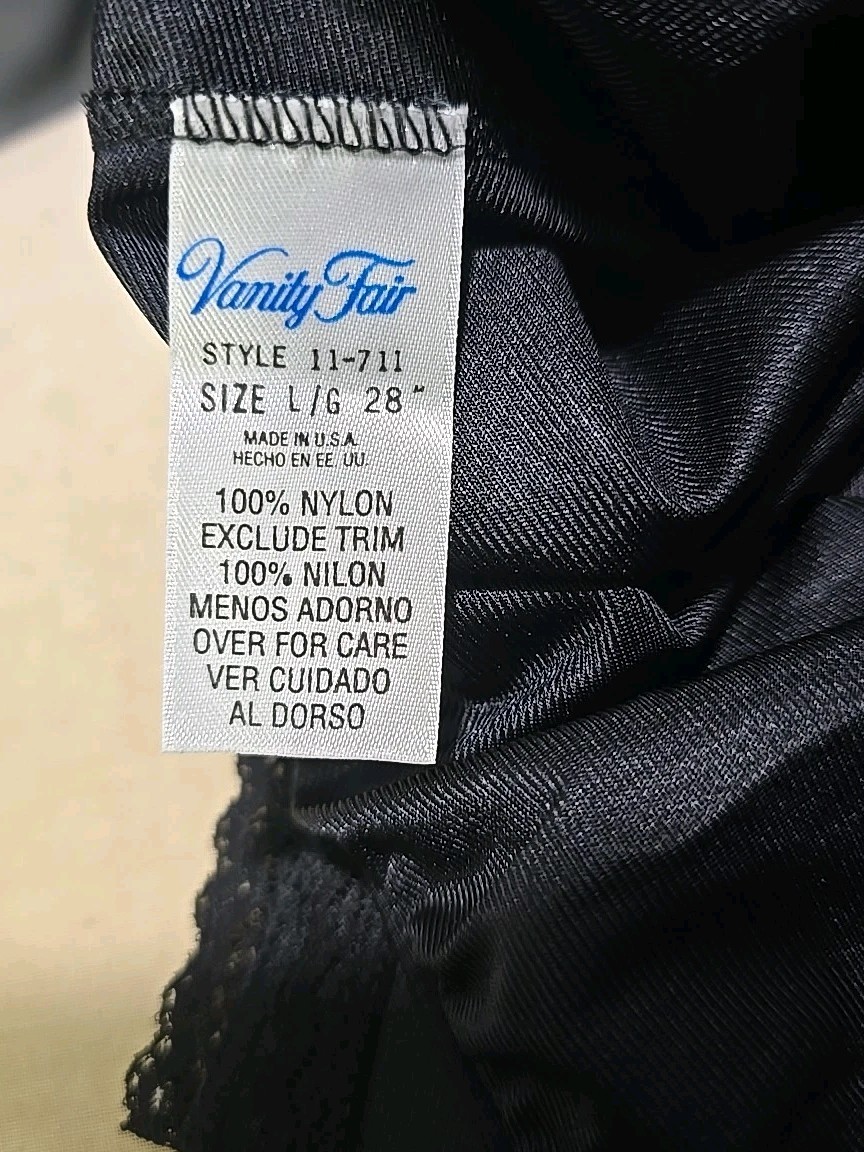 Vanity Fair
STYLE 11-711
SIZE L/G 28"
MADE IN U.S.A.
HECHO EN EE. UU.
100% NYLON
EXCLUDE TRIM
100% NILON
MENOS ADORNO
OVER FOR CARE
VER CUIDADO
AL DORSO